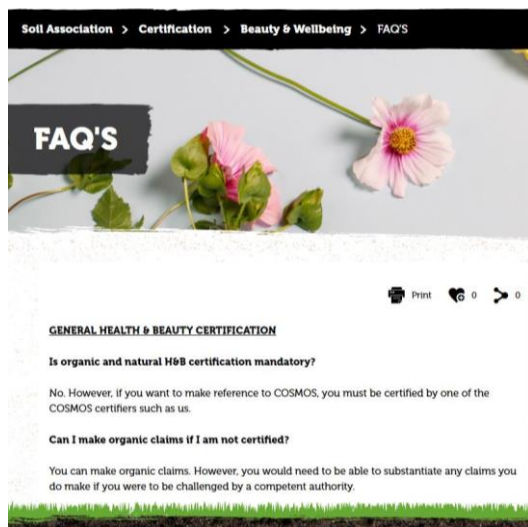 Soil Association > Certification > Beauty & Wellbeing > FAQ'S
FAQ'S
Print 0 0
GENERAL HEALTH & BEAUTY CERTIFICATION
Is organic and natural H&B certification mandatory?
No. However, if you want to make reference to COSMOS, you must be certified by one of the
COSMOS certifiers such as us.
Can I make organic claims if I am not certified?
You can make organic claims. However, you would need to be able to substantiate any claims you
do make if you were to be challenged by a competent authority.